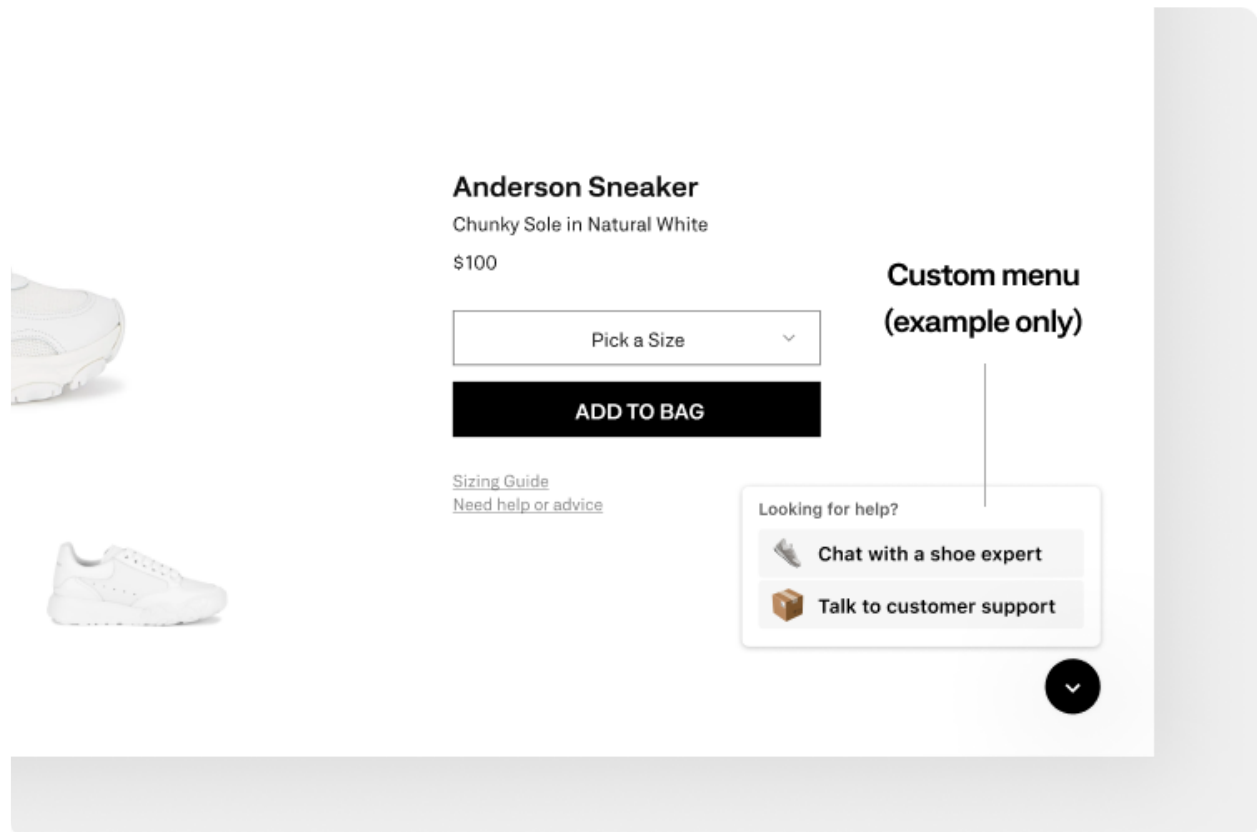 Anderson Sneaker
Chunky Sole in Natural White
$100
Pick a Size
ADD TO BAG
Sizing Guide
Need help or advice
Custom menu
(example only)
Looking for help?
Chat with a shoe expert
Talk to customer support